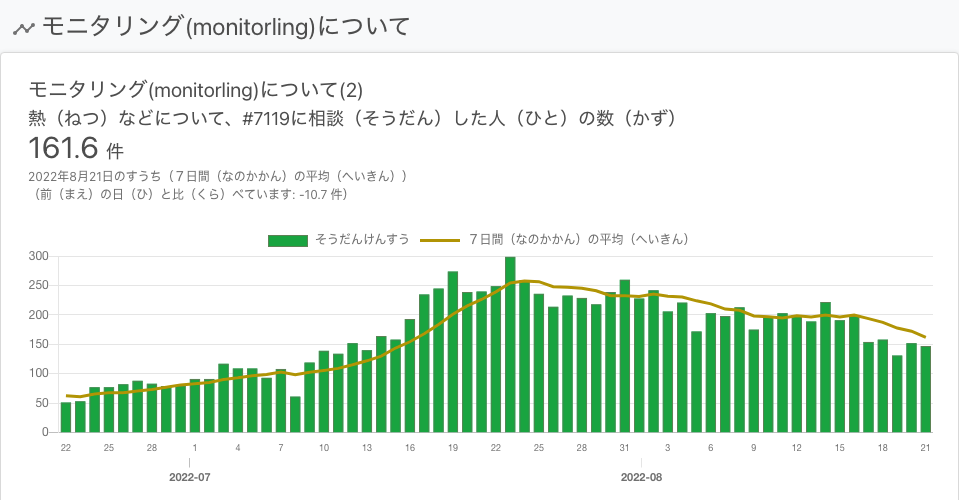 モニタリング(monitorling)について
モニタリング(monitorling)について(2)
熱（ねつ）などについて、#7119に相談（そうだん）した人（ひと）の数（かず）
161.6 件
2022年8月21日のすうち（７日間（なのかかん）の平均（へいきん））
（前（まえ）の日（ひ）と比（くら）べています: -10.7 件）
そうだんけんすう ７日間（なのかかん）の平均（へいきん）
300
250
200
150
100
50
0
22 25 28 1 4 7 10 13 16 19 22 25 28 31 3 6 9 12 15 18 21
2022-07 2022-08